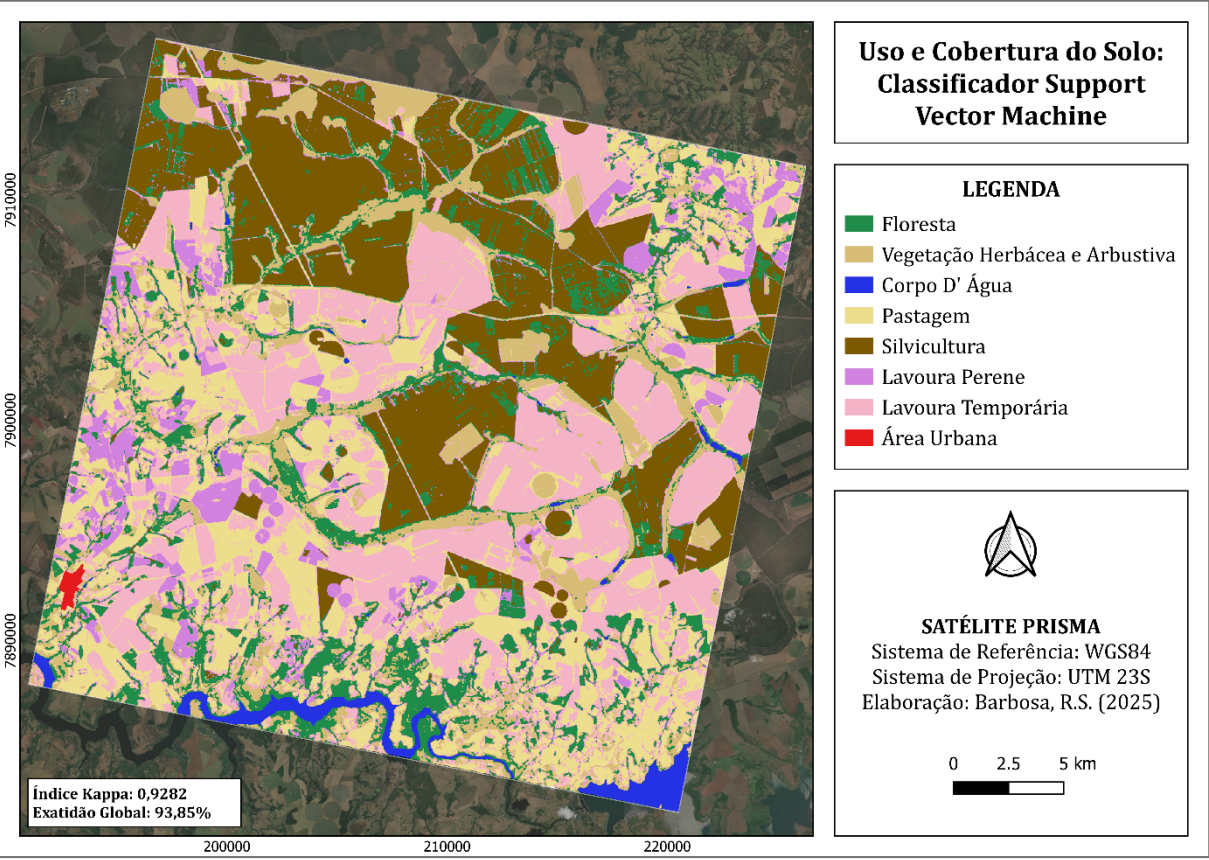 Uso e Cobertura do Solo:
Classificador Support
Vector Machine
LEGENDA
Floresta
Vegetação Herbácea e Arbustiva
Corpo D' Água
Pastagem
Silvicultura
Lavoura Perene
Lavoura Temporária
Área Urbana
SATÉLITE PRISMA
Sistema de Referência: WGS84
Sistema de Projeção: UTM 23S
Elaboração: Barbosa, R.S. (2025)
0 2.5 5 km
7910000
7900000
7890000
Índice Kappa: 0,9282
Exatidão Global: 93,85%
200000 210000 220000